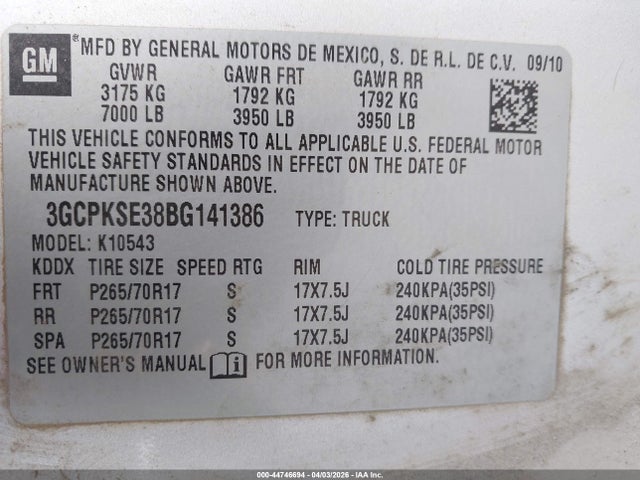 GM
MFD BY GENERAL MOTORS DE MEXICO, S. DE R.L. DE C.V. 09/10
GVWR GAWR FRT GAWR RR
3175 KG 1792 KG 1792 KG
7000 LB 3950 LB 3950 LB
THIS VEHICLE CONFORMS TO ALL APPLICABLE U.S. FEDERAL MOTOR
VEHICLE SAFETY STANDARDS IN EFFECT ON THE DATE OF
MANUFACTURE SHOWN ABOVE.
3GCPKSE38BG141386 TYPE: TRUCK
MODEL: K10543
KDDX TIRE SIZE SPEED RTG RIM COLD TIRE PRESSURE
FRT P265/70R17 S 17X7.5J 240KPA(35PSI)
RR P265/70R17 S 17X7.5J 240KPA(35PSI)
SPA P265/70R17 S 17X7.5J 240KPA(35PSI)
SEE OWNER'S MANUAL FOR MORE INFORMATION.
000-44746694 - 04/03/2026 - IAAI.COM